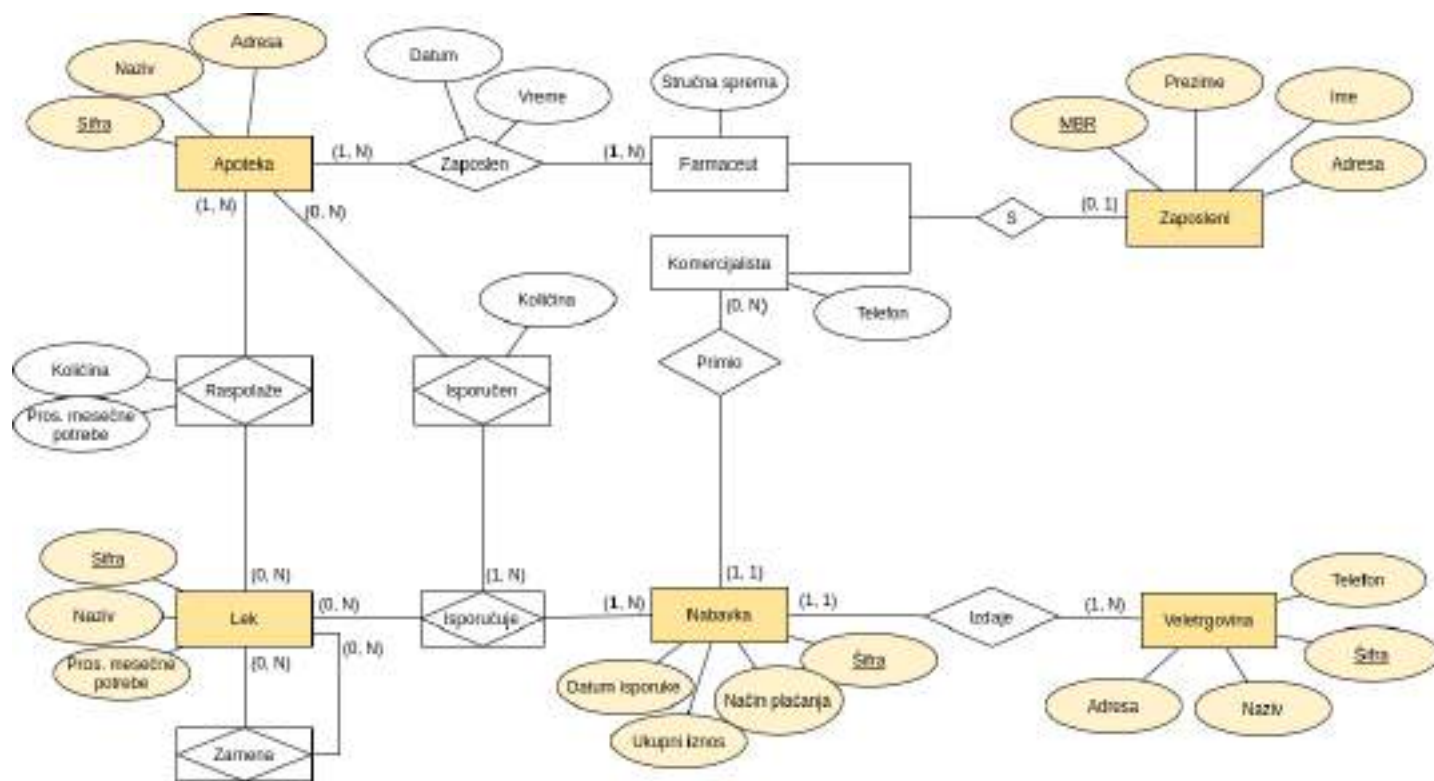 Adresa
Datum
Naziv
Vreme
Stručna sprema
Prezime
Ime
Šifra
MBR
Apoteka
(1, N)
Zaposlen
(1, N)
Farmaceut
Adresa
(1, N)
(0, N)
S
(0, 1)
Zaposleni
Komercijalista
(0, N)
Telefon
Količina
Količina
Raspolaže
Isporučen
Primio
Pros. mesečne
potrebe
Šifra
(0, N)
(1, N)
(1, 1)
Telefon
Naziv
Lek
(0, N)
Isporučuje
(1, N)
Nabavka
(1, 1)
Izdaje
(1, N)
Veletrgovina
(0, N)
(0, N)
Pros. mesečne
potrebe
Datum isporuke
Šifra
Šifra
Način plaćanja
Adresa
Naziv
Ukupni iznos
Zamena